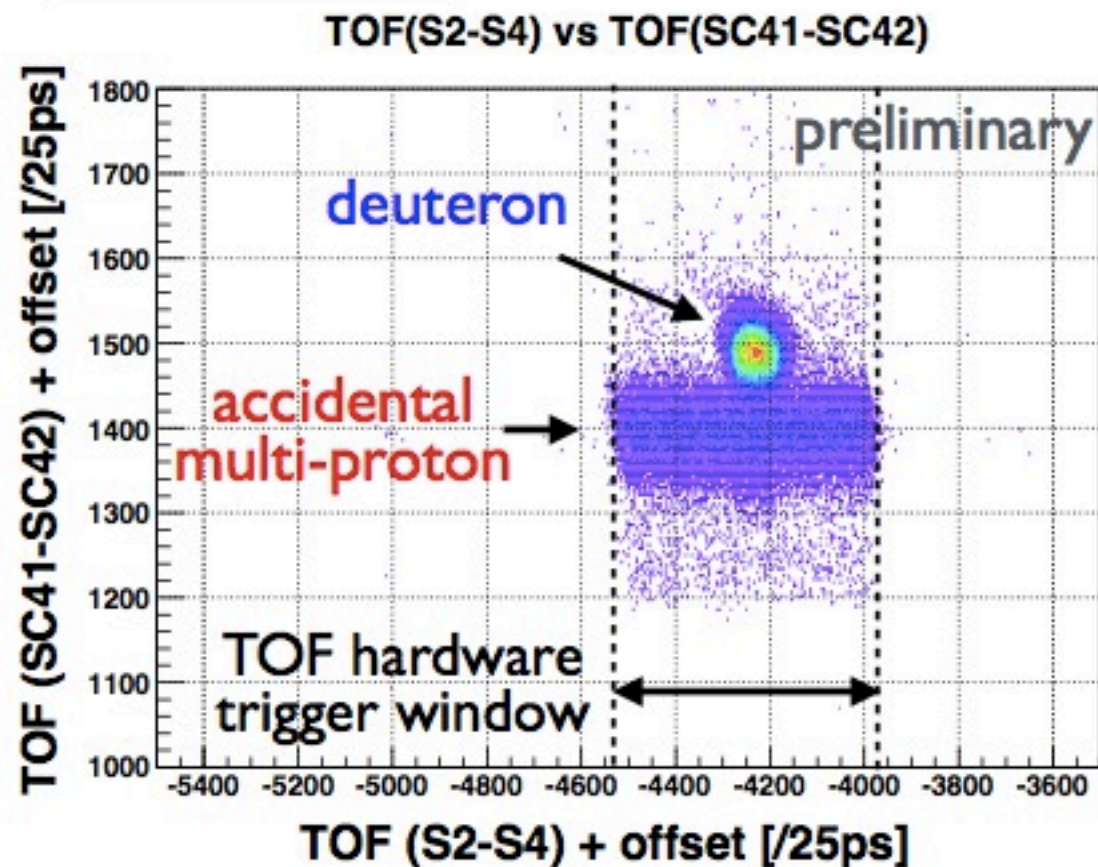 TOF(S2-S4) vs TOF(SC41-SC42)
TOF (SC41-SC42) + offset [/25ps]
1800
1700
1600
1500
1400
1300
1200
1100
1000
preliminary
deuteron
accidental
multi-proton
TOF hardware
trigger window
-5400 -5200 -5000 -4800 -4600 -4400 -4200 -4000 -3800 -3600
TOF (S2-S4) + offset [/25ps]